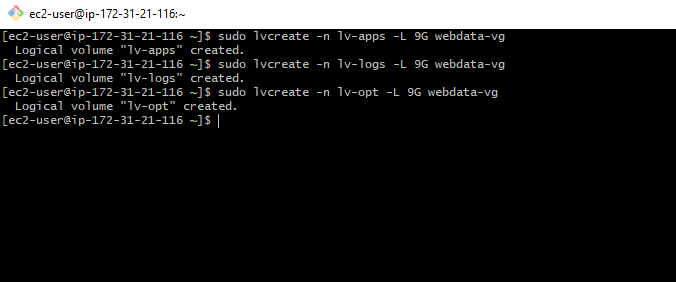 ec2-user@ip-172-31-21-116:~
[ec2-user@ip-172-31-21-116 ~]$ sudo lvcreate -n lv-apps -L 9G webdata-vg
  Logical volume "lv-apps" created.
[ec2-user@ip-172-31-21-116 ~]$ sudo lvcreate -n lv-logs -L 9G webdata-vg
  Logical volume "lv-logs" created.
[ec2-user@ip-172-31-21-116 ~]$ sudo lvcreate -n lv-opt -L 9G webdata-vg
  Logical volume "lv-opt" created.
[ec2-user@ip-172-31-21-116 ~]$